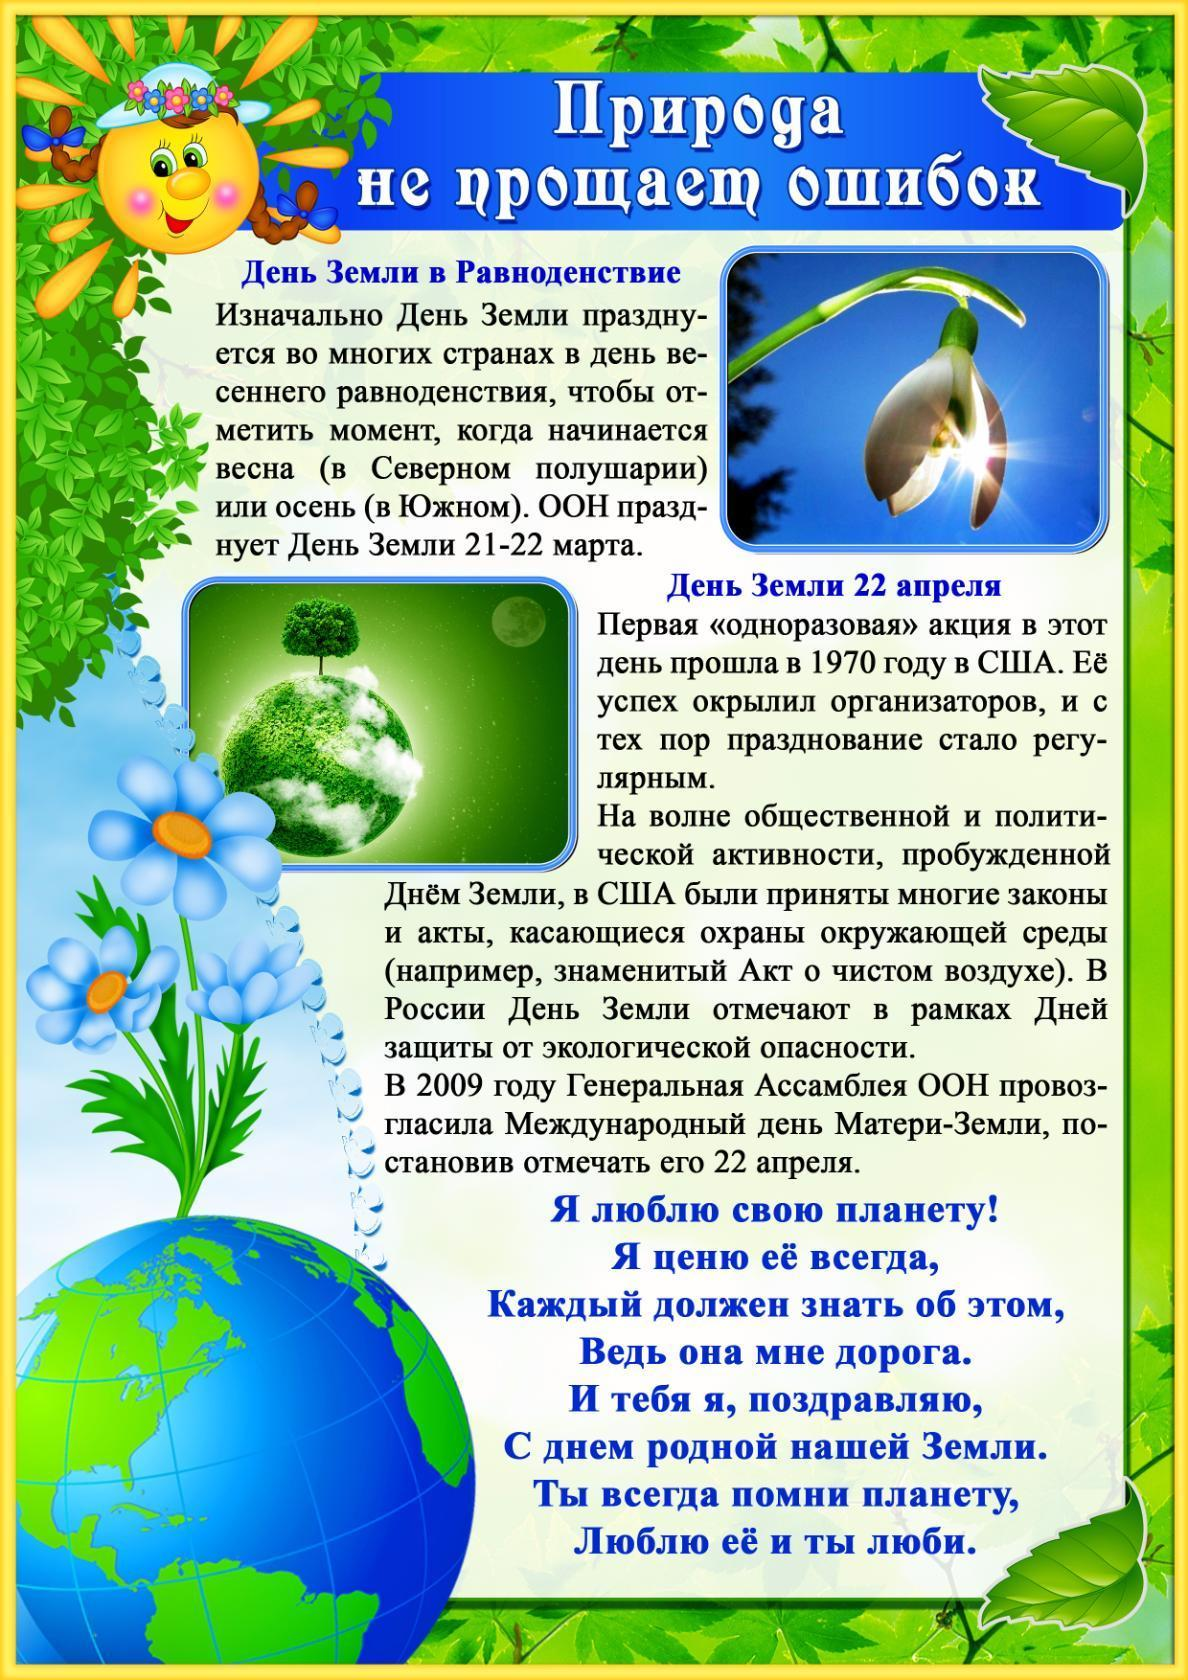 Природа
не прощает ошибок
День Земли в Равноденствие
Изначально День Земли праздну-
ется во многих странах в день ве-
сеннего равноденствия, чтобы от-
метить момент, когда начинается
весна (в Северном полушарии)
или осень (в Южном). ООН празд-
нует День Земли 21-22 марта.
День Земли 22 апреля
Первая «одноразовая» акция в этот
день прошла в 1970 году в США. Её
успех окрылил организаторов, и с
тех пор празднование стало регу-
лярным.
На волне общественной и полити-
ческой активности, пробужденной
Днём Земли, в США были приняты многие законы
и акты, касающиеся охраны окружающей среды
(например, знаменитый Акт о чистом воздухе). В
России День Земли отмечают в рамках Дней
защиты от экологической опасности.
В 2009 году Генеральная Ассамблея ООН провоз-
гласила Международный день Матери-Земли, по-
становив отмечать его 22 апреля.
Я люблю свою планету!
Я ценю её всегда,
Каждый должен знать об этом,
Ведь она мне дорога.
И тебя я, поздравляю,
С днем родной нашей Земли.
Ты всегда помни планету,
Люблю её и ты люби.